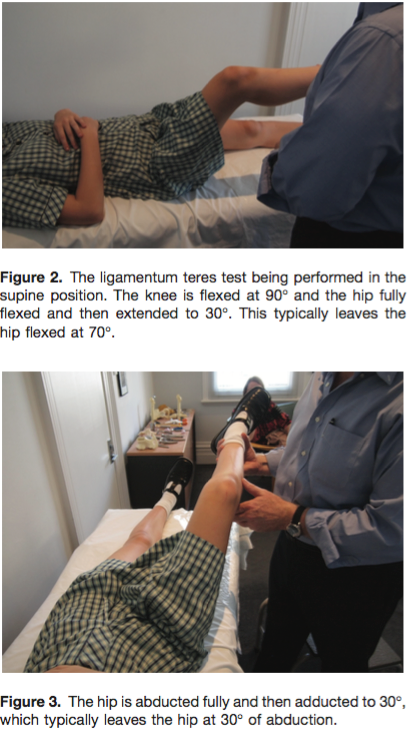 Figure 2. The ligamentum teres test being performed in the
supine position. The knee is flexed at 90° and the hip fully
flexed and then extended to 30°. This typically leaves the
hip flexed at 70°.
Figure 3. The hip is abducted fully and then adducted to 30°,
which typically leaves the hip at 30° of abduction.